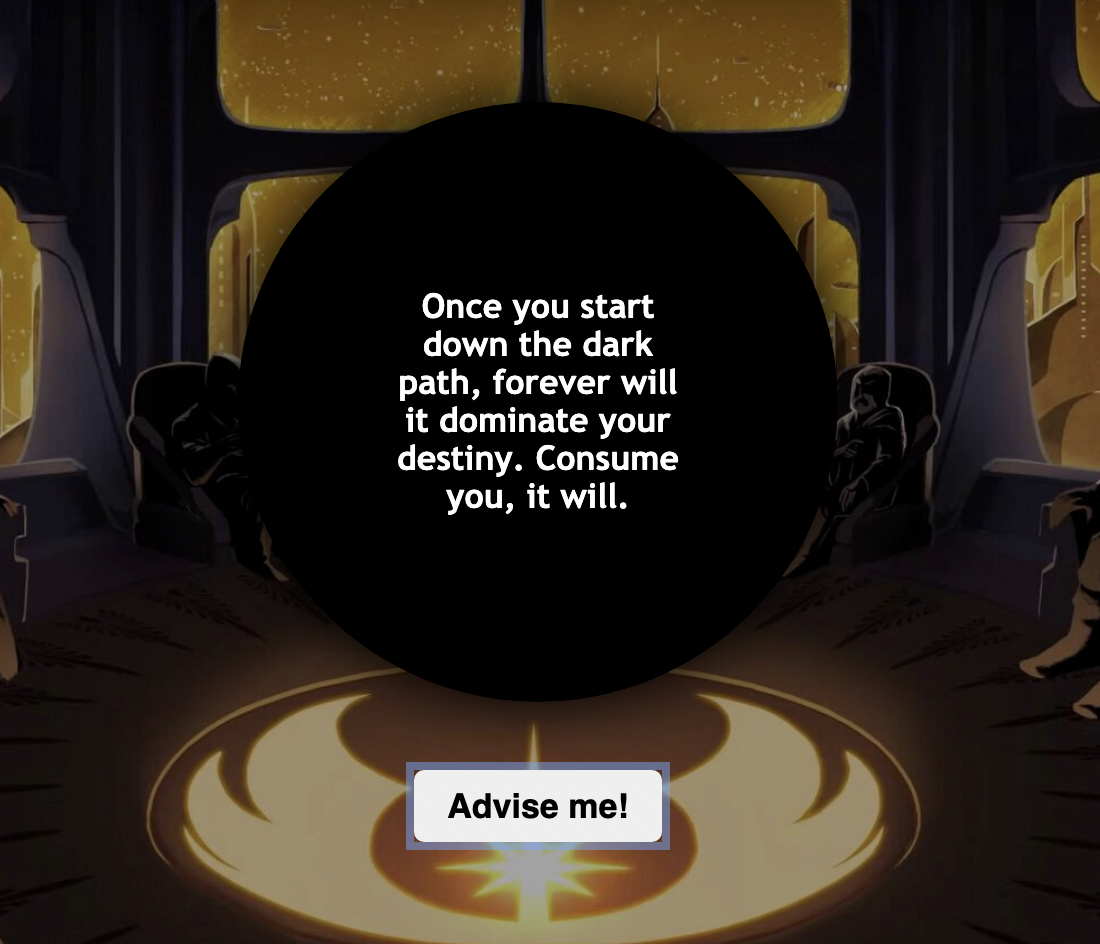 Once you start
down the dark
path, forever will
it dominate your
destiny. Consume
you, it will.
Advise me!